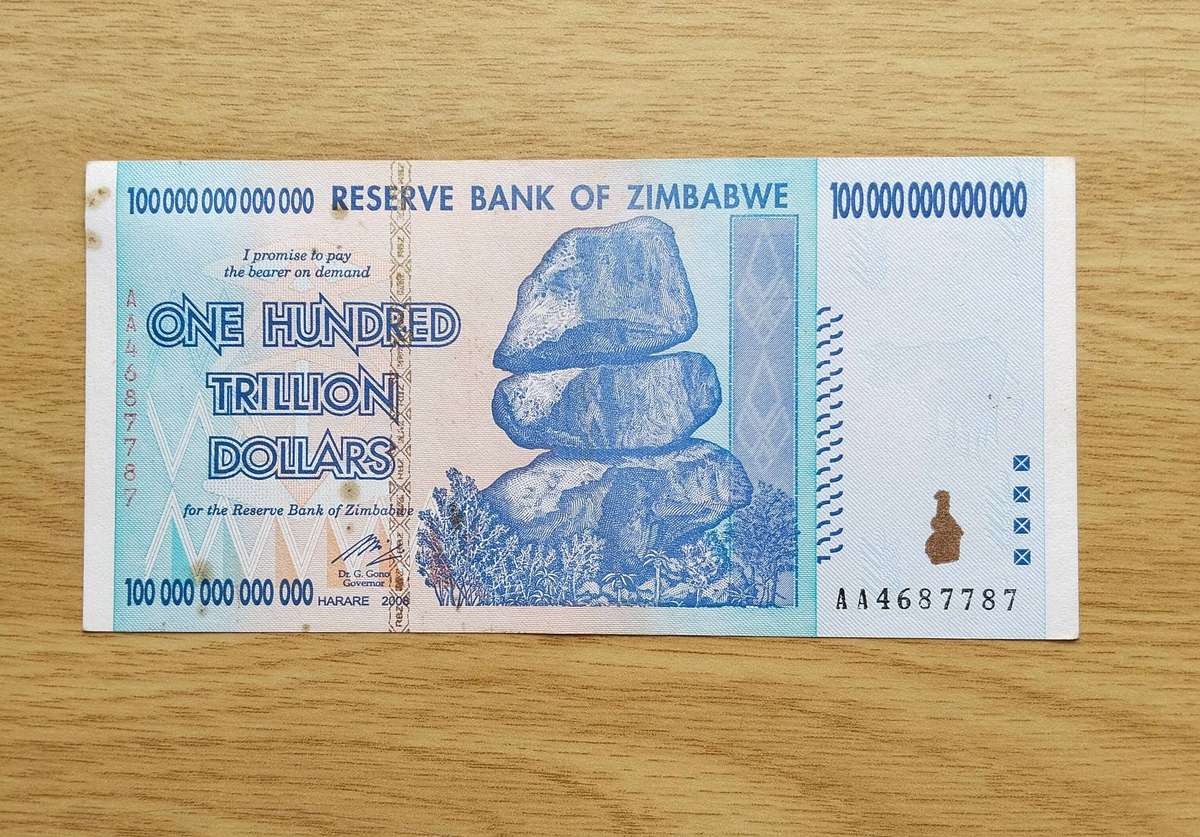 100 000 000 000 000 RESERVE BANK OF ZIMBABWE 100 000 000 000 000
I promise to pay
the bearer on demand
AA4687787
ONE HUNDRED
TRILLION
DOLLARS
for the Reserve Bank of Zimbabwe
Dr. G. Gono
Governor
100 000 000 000 000 HARARE 2008
AA4687787
RBZ
RBZ